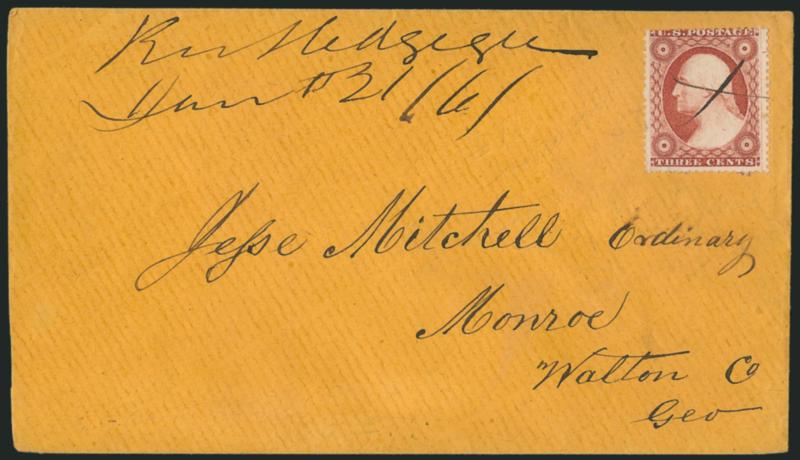 Rutledge
Jan 21/61
U.S. POSTAGE
THREE CENTS
Jeſse Mitchell Ordinary
Monroe
Walton Co
Geo